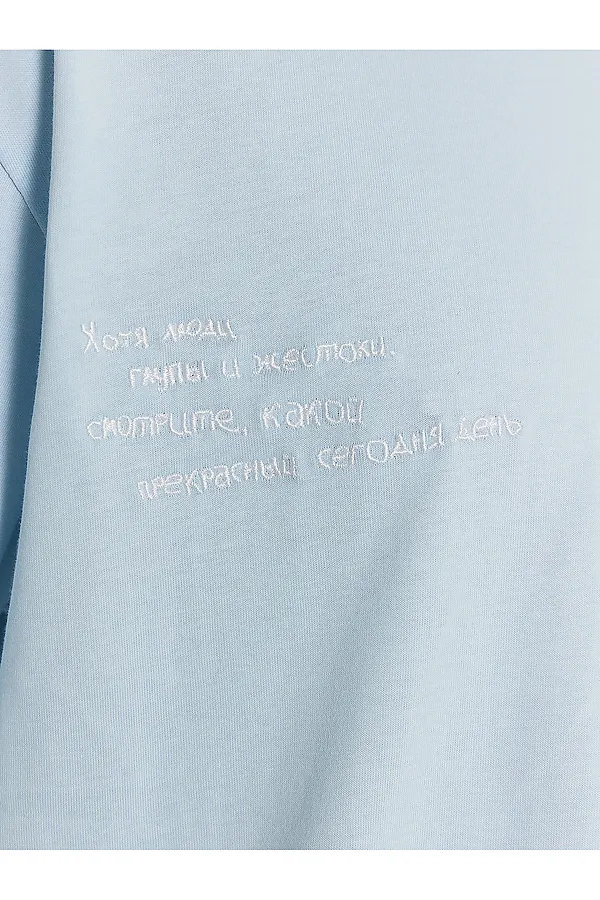 Хотя люди
глупы и жестоки.
смотрите, какой
прекрасный сегодня день